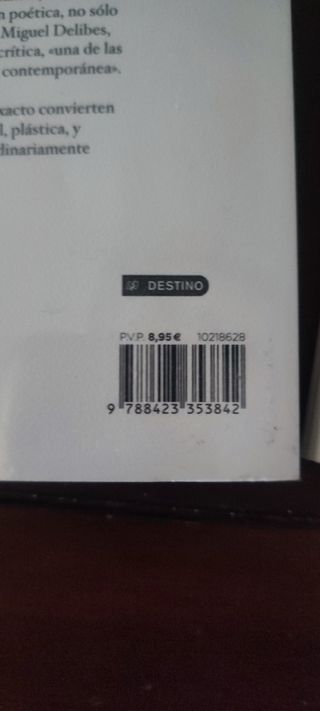 n poética, no sólo
Miguel Delibes,
crítica, «una de las
contemporánea».
xacto convierten
l, plástica, y
dinariamente
DESTINO
P.V.P. 8,95 € 10218628
9 788423 353842